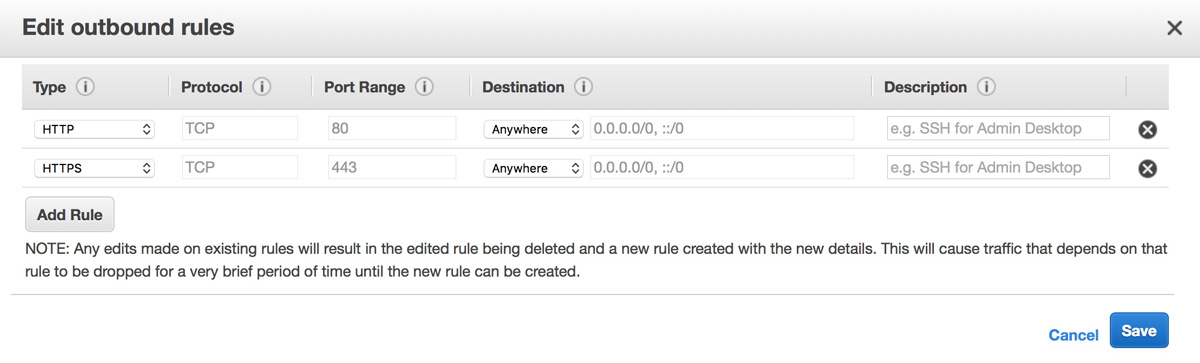 Edit outbound rules
Type Protocol Port Range Destination Description
HTTP TCP 80 Anywhere 0.0.0.0/0, ::/0 e.g. SSH for Admin Desktop
HTTPS TCP 443 Anywhere 0.0.0.0/0, ::/0 e.g. SSH for Admin Desktop
Add Rule
NOTE: Any edits made on existing rules will result in the edited rule being deleted and a new rule created with the new details. This will cause traffic that depends on that
rule to be dropped for a very brief period of time until the new rule can be created.
Cancel Save